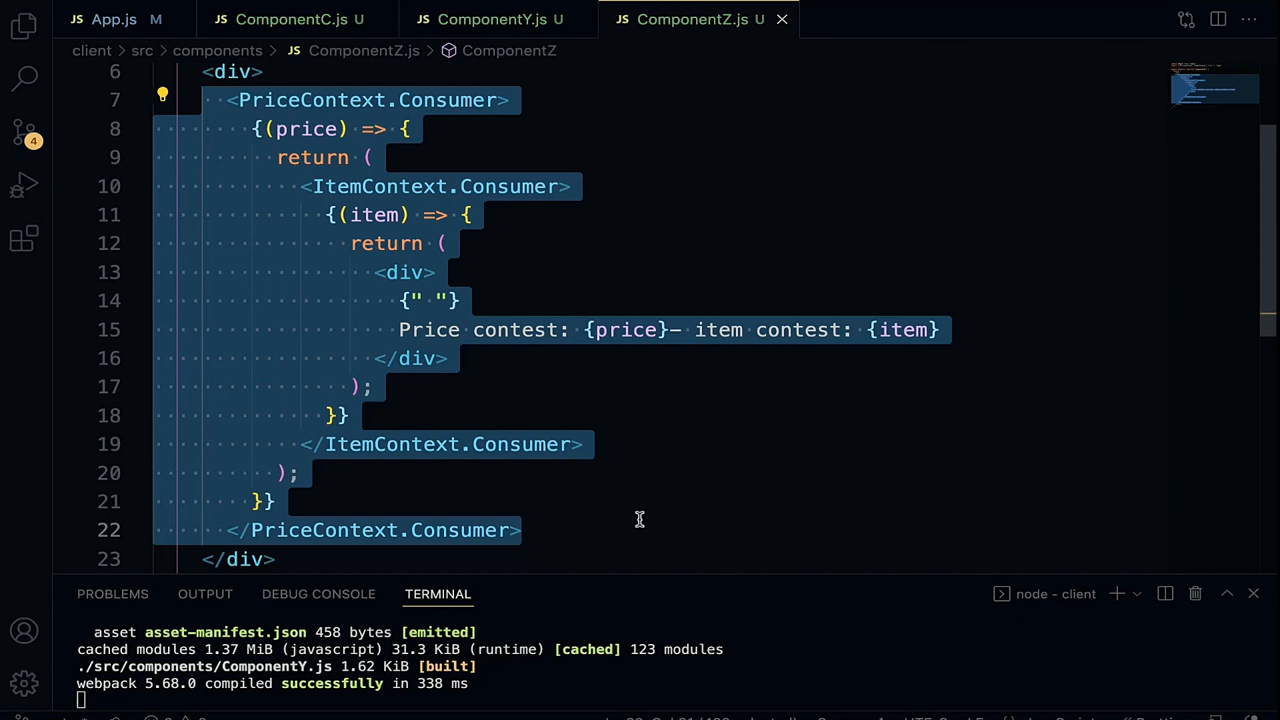 App.js M ComponentC.js U ComponentY.js U ComponentZ.js U
client > src > components > JS ComponentZ.js > ComponentZ
6 <div>
7 <PriceContext.Consumer>
8 {(price) => {
9 return (
10 <ItemContext.Consumer>
11 {(item) => {
12 return (
13 <div>
14 {" "}
15 Price contest: {price}- item contest: {item}
16 </div>
17 );
18 }}
19 </ItemContext.Consumer>
20 );
21 }}
22 </PriceContext.Consumer>
23 </div>
4
PROBLEMS OUTPUT DEBUG CONSOLE TERMINAL node - client
asset asset-manifest.json 458 bytes [emitted]
cached modules 1.37 MiB (javascript) 31.3 KiB (runtime) [cached] 123 modules
./src/components/ComponentY.js 1.62 KiB [built]
webpack 5.68.0 compiled successfully in 338 ms